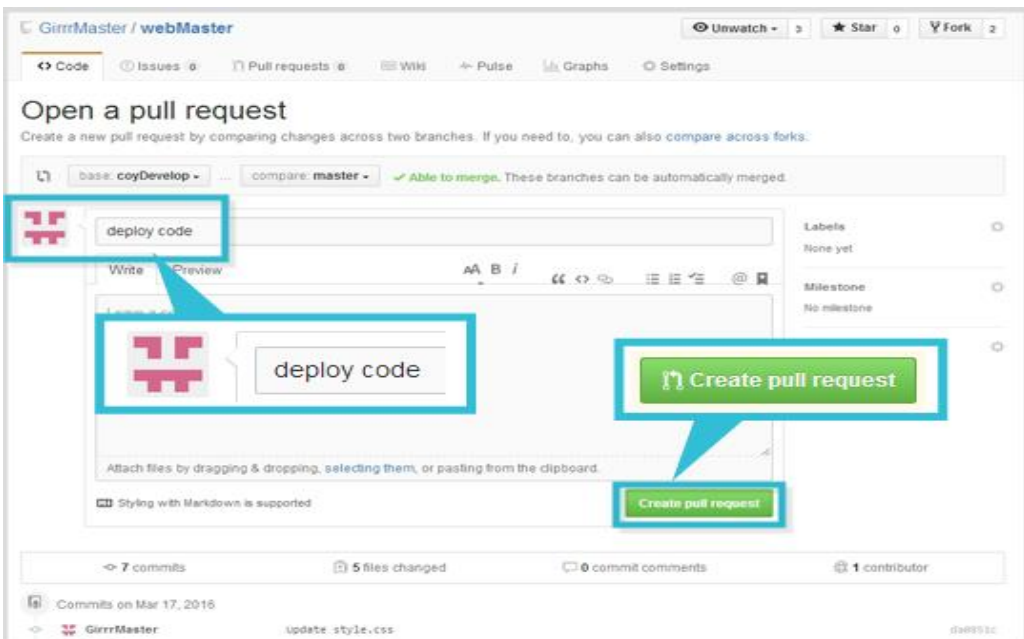 GirrrMaster / webMaster Unwatch 3 Star 0 Fork 2
Code Issues 0 Pull requests 0 Wiki Pulse Graphs Settings
Open a pull request
Create a new pull request by comparing changes across two branches. If you need to, you can also compare across forks.
base: coyDevelop ... compare: master Able to merge. These branches can be automatically merged.
deploy code
Labels
None yet
Write Preview AA B i
Milestone
No milestone
deploy code
Create pull request
Attach files by dragging & dropping, selecting them, or pasting from the clipboard.
Styling with Markdown is supported Create pull request
7 commits 5 files changed 0 commit comments 1 contributor
Commits on Mar 17, 2016
GirrrMaster update style.css